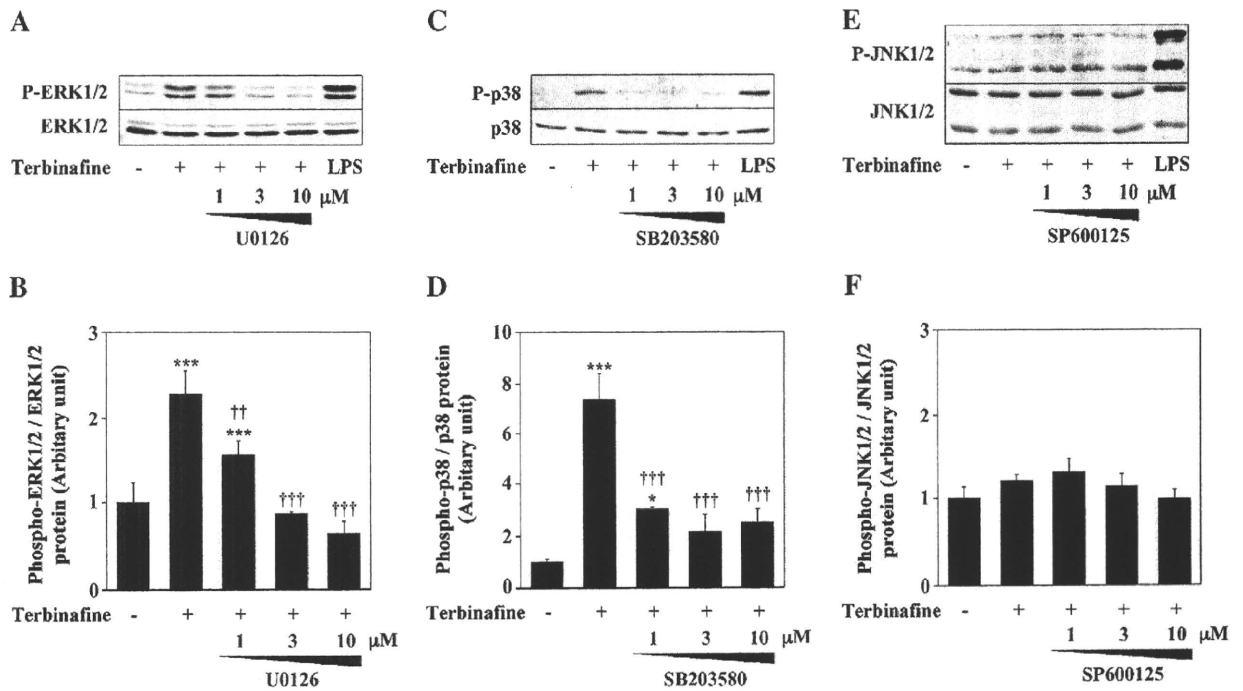 A
P-ERK1/2
ERK1/2
Terbinafine - + + + + LPS
1 3 10 μM
U0126
C
P-p38
p38
Terbinafine - + + + + LPS
1 3 10 μM
SB203580
E
P-JNK1/2
JNK1/2
Terbinafine - + + + + LPS
1 3 10 μM
SP600125
B
Phospho-ERK1/2 / ERK1/2
protein (Arbitary unit)
3
2
1
0
***
††
***
†††
†††
Terbinafine - + + + +
1 3 10 μM
U0126
D
Phospho-p38 / p38 protein
(Arbitary unit)
10
8
6
4
2
0
***
†††
*
†††
†††
Terbinafine - + + + +
1 3 10 μM
SB203580
F
Phospho-JNK1/2 / JNK1/2
protein (Arbitary unit)
3
2
1
0
Terbinafine - + + + +
1 3 10 μM
SP600125